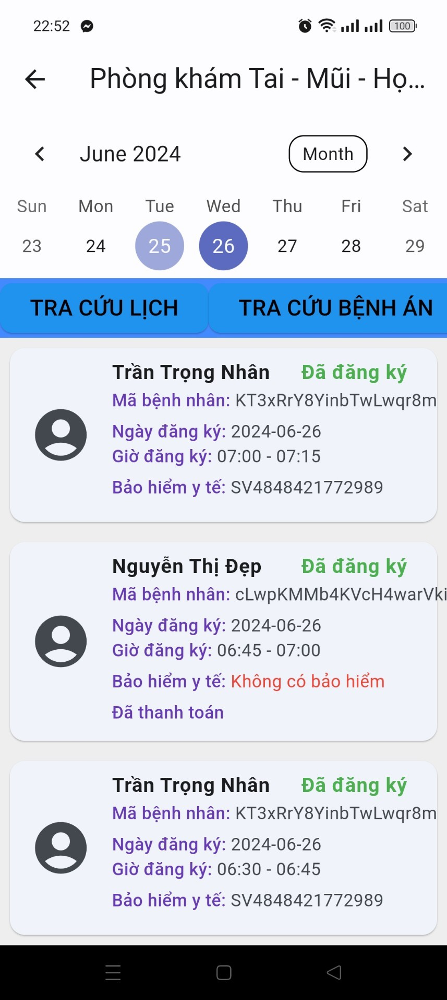 22:52
100
Phòng khám Tai - Mũi - Họ...
June 2024 Month
Sun Mon Tue Wed Thu Fri Sat
23 24 25 26 27 28 29
TRA CỨU LỊCH TRA CỨU BỆNH ÁN
Trần Trọng Nhân Đã đăng ký
Mã bệnh nhân: KT3xRrY8YinbTwLwqr8m
Ngày đăng ký: 2024-06-26
Giờ đăng ký: 07:00 - 07:15
Bảo hiểm y tế: SV4848421772989
Nguyễn Thị Đẹp Đã đăng ký
Mã bệnh nhân: cLwpKMMb4KVcH4warVki
Ngày đăng ký: 2024-06-26
Giờ đăng ký: 06:45 - 07:00
Bảo hiểm y tế: Không có bảo hiểm
Đã thanh toán
Trần Trọng Nhân Đã đăng ký
Mã bệnh nhân: KT3xRrY8YinbTwLwqr8m
Ngày đăng ký: 2024-06-26
Giờ đăng ký: 06:30 - 06:45
Bảo hiểm y tế: SV4848421772989